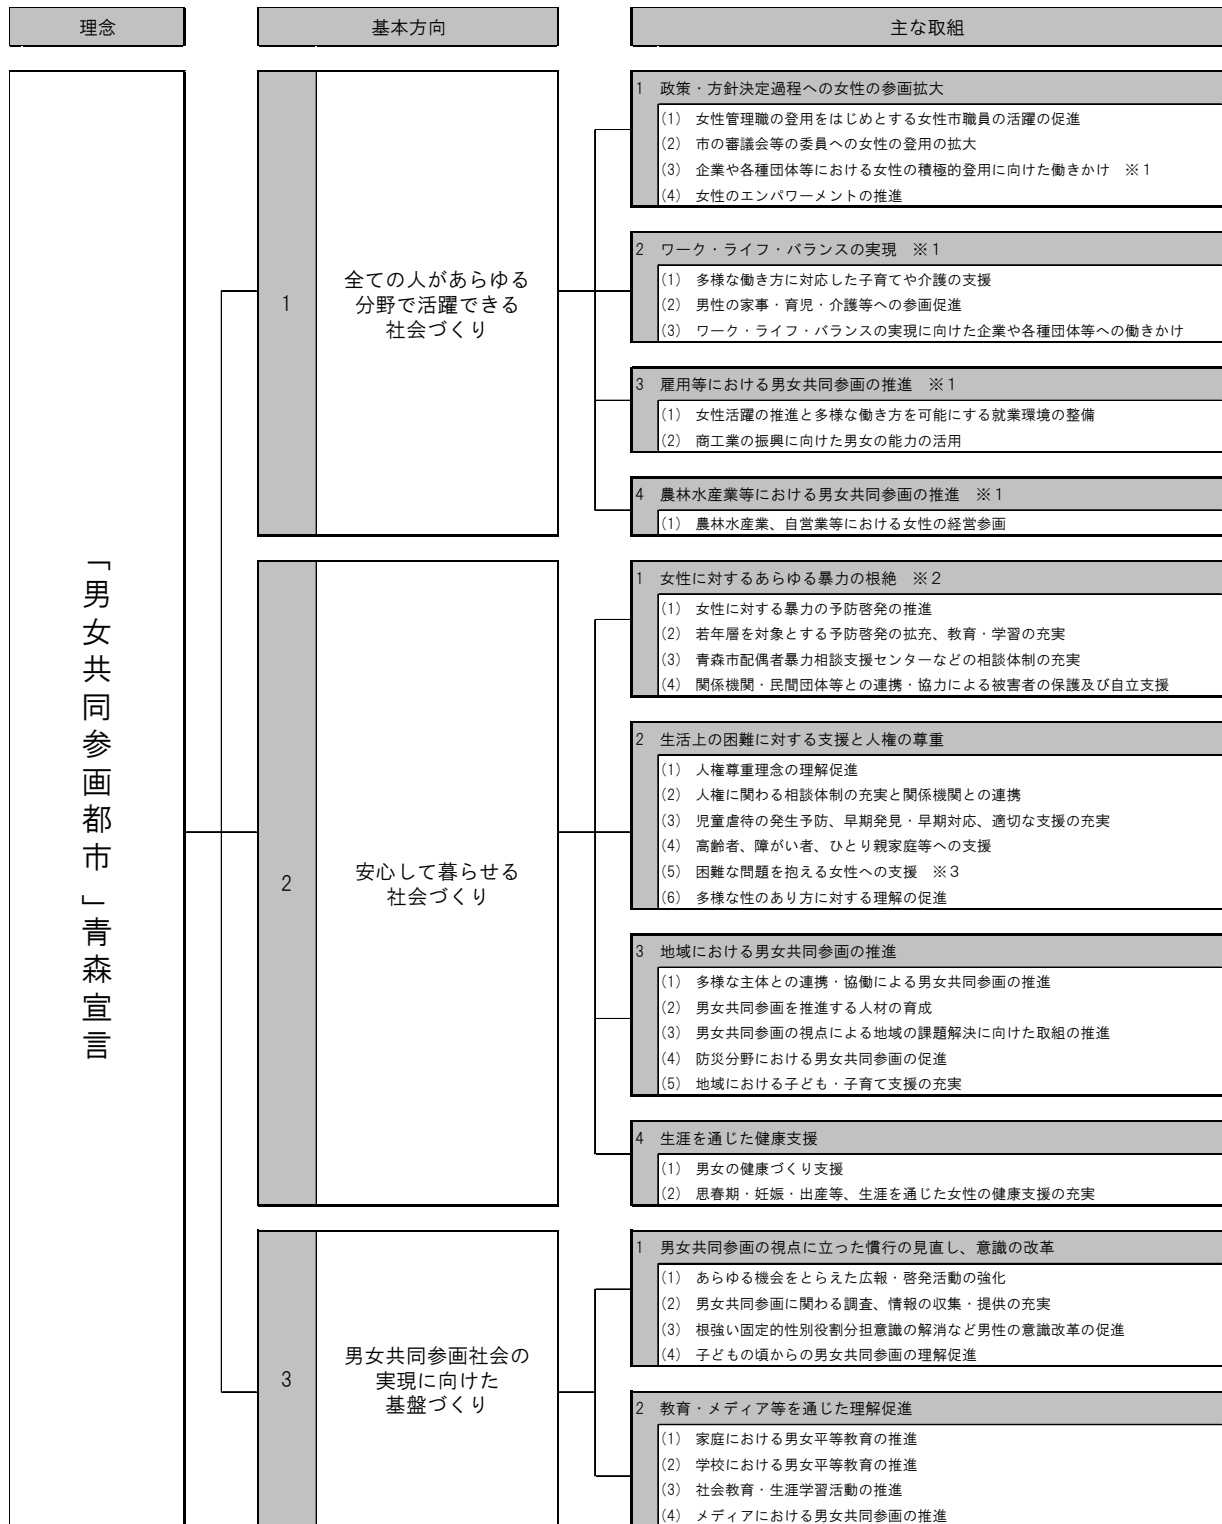 理念
基本方向
主な取組
「男女共同参画都市」青森宣言
1
全ての人があらゆる
分野で活躍できる
社会づくり
1 政策・方針決定過程への女性の参画拡大
(1) 女性管理職の登用をはじめとする女性市職員の活躍の促進
(2) 市の審議会等の委員への女性の登用の拡大
(3) 企業や各種団体等における女性の積極的登用に向けた働きかけ ※1
(4) 女性のエンパワーメントの推進
2 ワーク・ライフ・バランスの実現 ※1
(1) 多様な働き方に対応した子育てや介護の支援
(2) 男性の家事・育児・介護等への参画促進
(3) ワーク・ライフ・バランスの実現に向けた企業や各種団体等への働きかけ
3 雇用等における男女共同参画の推進 ※1
(1) 女性活躍の推進と多様な働き方を可能にする就業環境の整備
(2) 商工業の振興に向けた男女の能力の活用
4 農林水産業等における男女共同参画の推進 ※1
(1) 農林水産業、自営業等における女性の経営参画
2
安心して暮らせる
社会づくり
1 女性に対するあらゆる暴力の根絶 ※2
(1) 女性に対する暴力の予防啓発の推進
(2) 若年層を対象とする予防啓発の拡充、教育・学習の充実
(3) 青森市配偶者暴力相談支援センターなどの相談体制の充実
(4) 関係機関・民間団体等との連携・協力による被害者の保護及び自立支援
2 生活上の困難に対する支援と人権の尊重
(1) 人権尊重理念の理解促進
(2) 人権に関わる相談体制の充実と関係機関との連携
(3) 児童虐待の発生予防、早期発見・早期対応、適切な支援の充実
(4) 高齢者、障がい者、ひとり親家庭等への支援
(5) 困難な問題を抱える女性への支援 ※3
(6) 多様な性のあり方に対する理解の促進
3 地域における男女共同参画の推進
(1) 多様な主体との連携・協働による男女共同参画の推進
(2) 男女共同参画を推進する人材の育成
(3) 男女共同参画の視点による地域の課題解決に向けた取組の推進
(4) 防災分野における男女共同参画の促進
(5) 地域における子ども・子育て支援の充実
4 生涯を通じた健康支援
(1) 男女の健康づくり支援
(2) 思春期・妊娠・出産等、生涯を通じた女性の健康支援の充実
3
男女共同参画社会の
実現に向けた
基盤づくり
1 男女共同参画の視点に立った慣行の見直し、意識の改革
(1) あらゆる機会をとらえた広報・啓発活動の強化
(2) 男女共同参画に関わる調査、情報の収集・提供の充実
(3) 根強い固定的性別役割分担意識の解消など男性の意識改革の促進
(4) 子どもの頃からの男女共同参画の理解促進
2 教育・メディア等を通じた理解促進
(1) 家庭における男女平等教育の推進
(2) 学校における男女平等教育の推進
(3) 社会教育・生涯学習活動の推進
(4) メディアにおける男女共同参画の推進